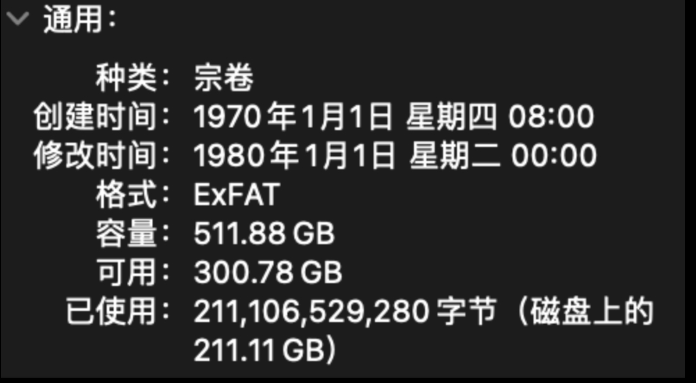 通用：
种类： 宗卷
创建时间： 1970年1月1日 星期四 08:00
修改时间： 1980年1月1日 星期二 00:00
格式： ExFAT
容量： 511.88 GB
可用： 300.78 GB
已使用： 211,106,529,280 字节（磁盘上的
211.11 GB）